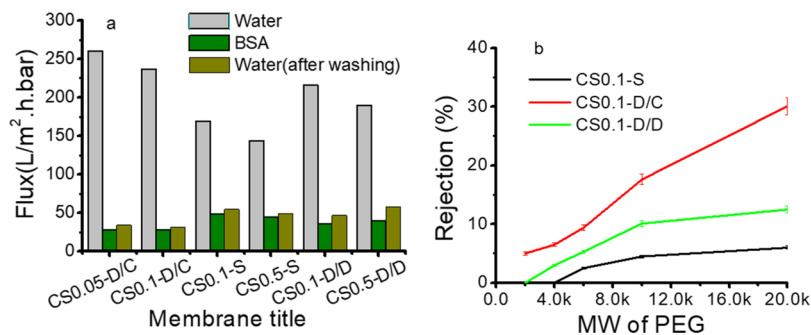 a
Water
BSA
Water(after washing)
300
250
200
150
100
50
0
Flux(L/m².h.bar)
CS0.05-D/C
CS0.1-D/C
CS0.1-S
CS0.5-S
CS0.1-D/D
CS0.5-D/D
Membrane title
b
CS0.1-S
CS0.1-D/C
CS0.1-D/D
40
30
20
10
0
Rejection (%)
0.0 4.0k 8.0k 12.0k 16.0k 20.0k
MW of PEG